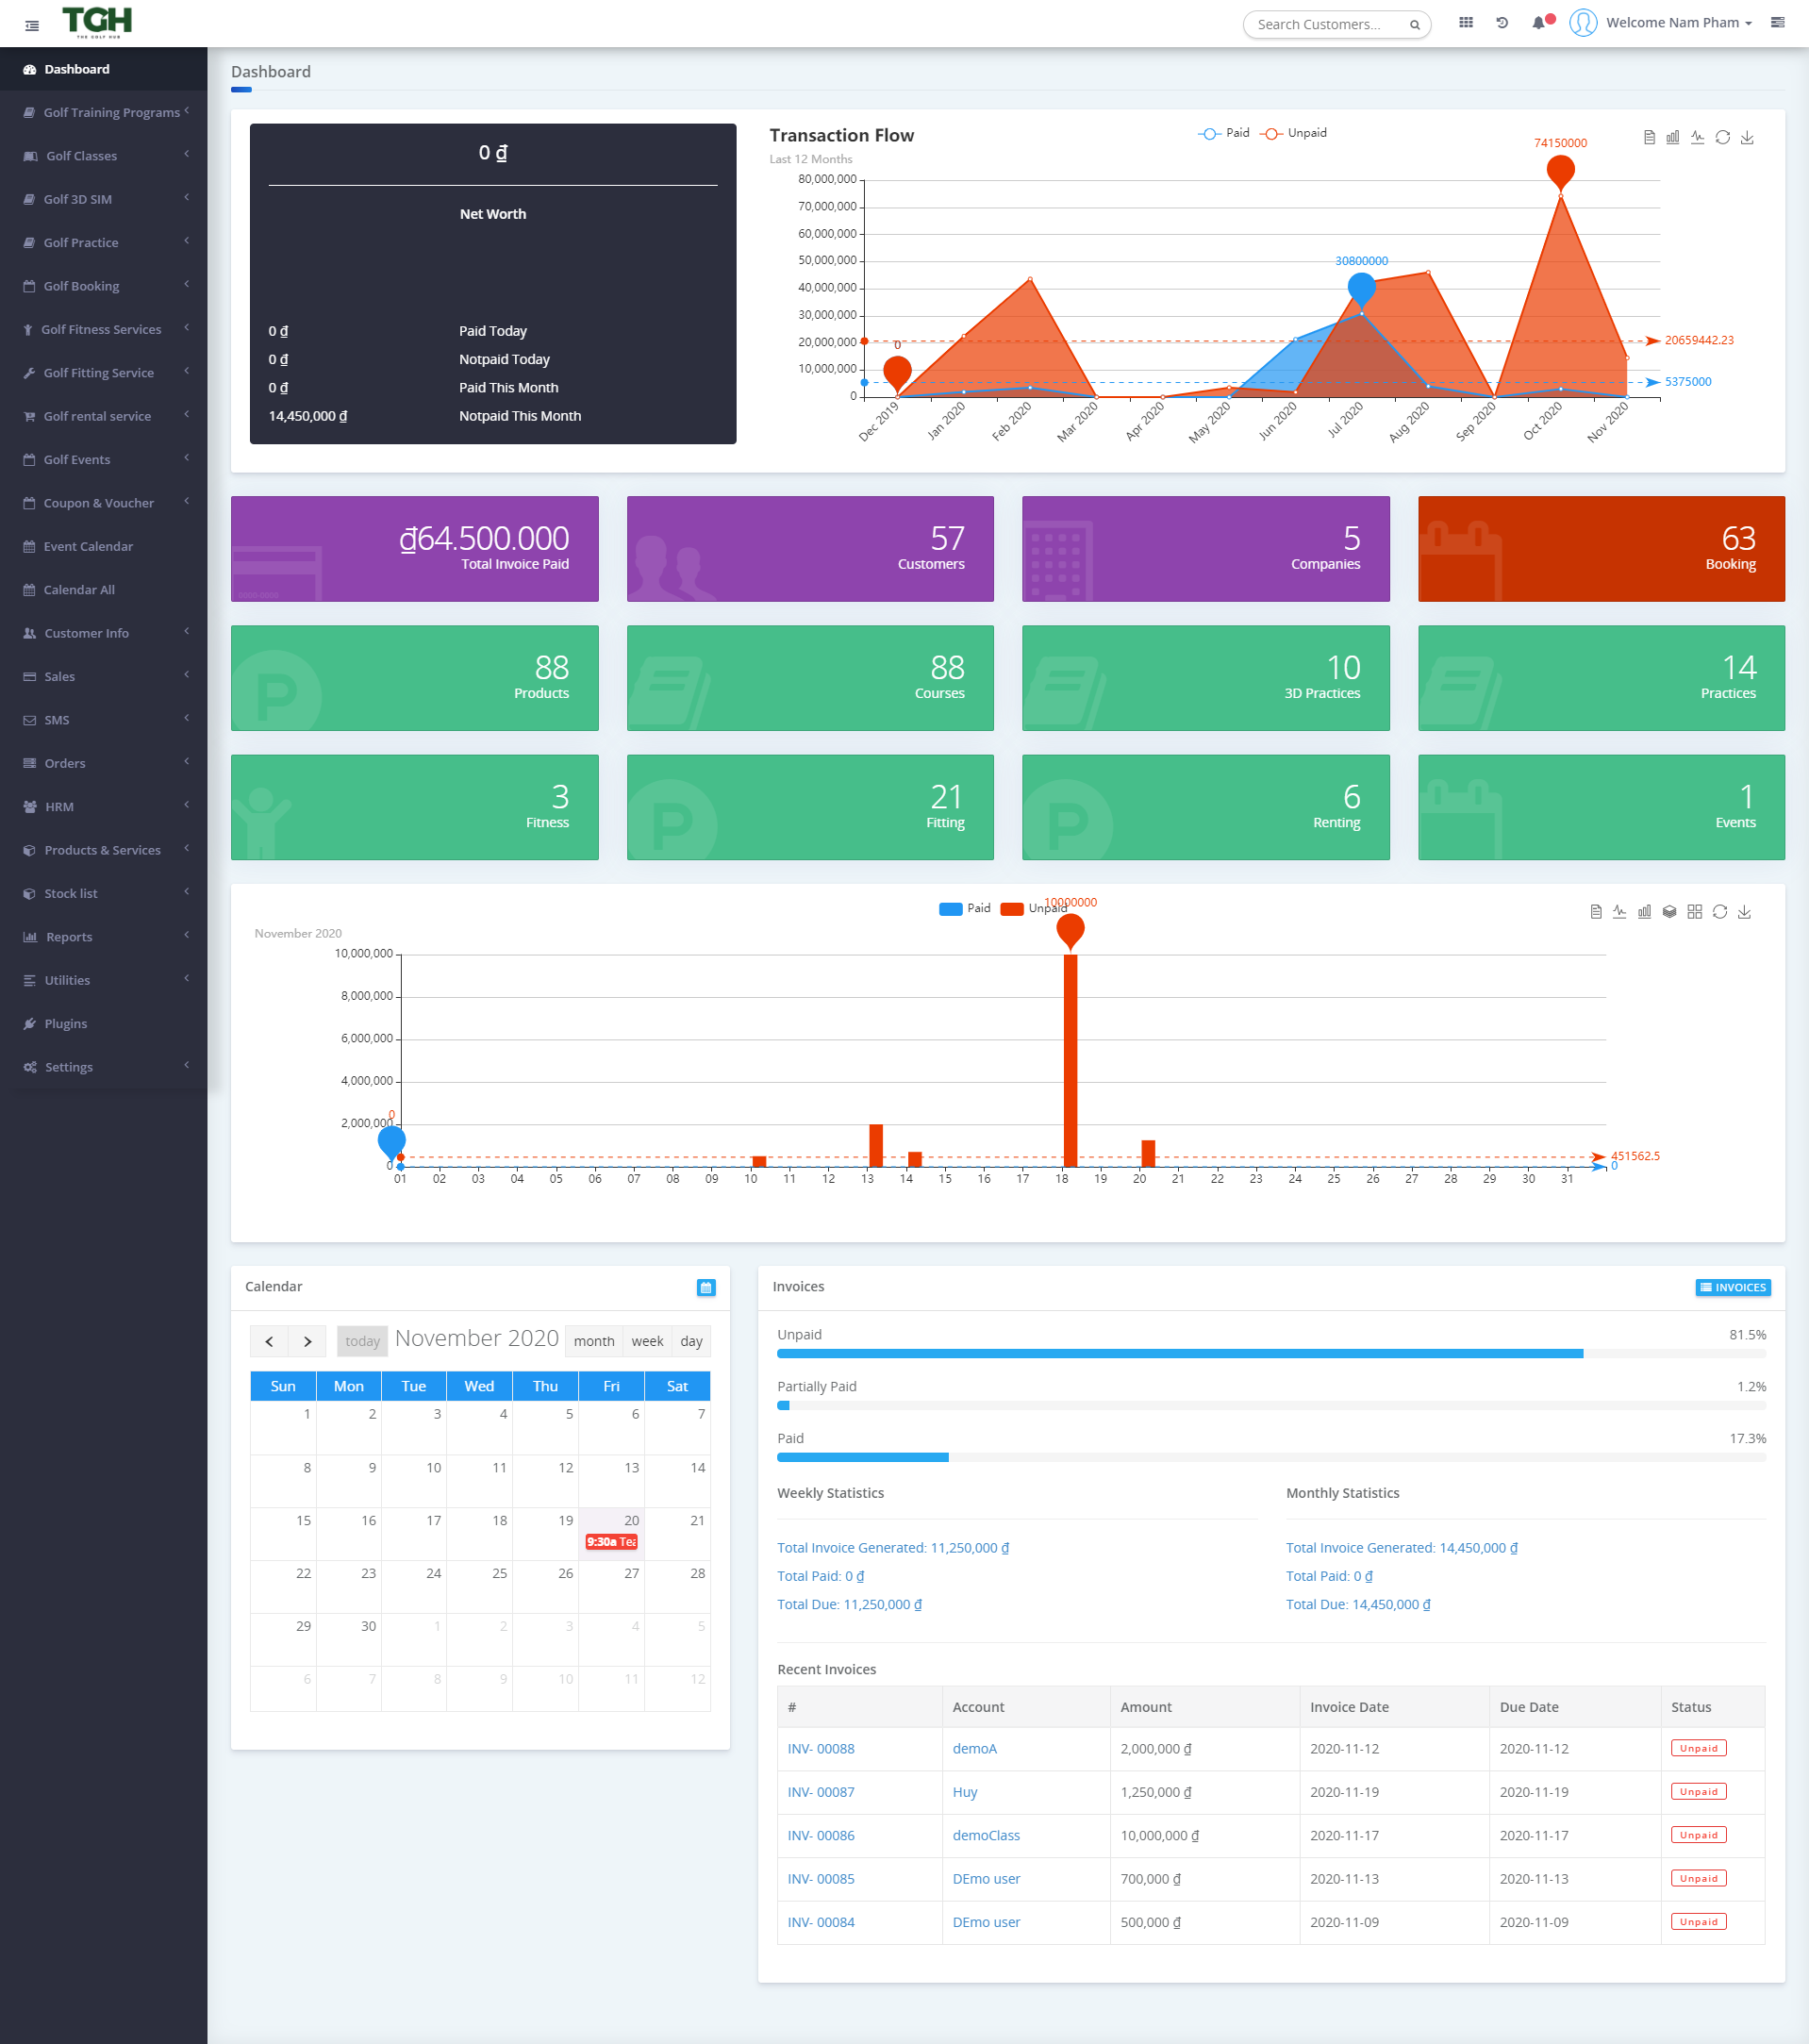 TGH
THE GOLF HUB
Search Customers...
Welcome Nam Pham
Dashboard
Golf Training Programs
Golf Classes
Golf 3D SIM
Golf Practice
Golf Booking
Golf Fitness Services
Golf Fitting Service
Golf rental service
Golf Events
Coupon & Voucher
Event Calendar
Calendar All
Customer Info
Sales
SMS
Orders
HRM
Products & Services
Stock list
Reports
Utilities
Plugins
Settings
Dashboard
0 ₫
Net Worth
0 ₫ Paid Today
0 ₫ Notpaid Today
0 ₫ Paid This Month
14,450,000 ₫ Notpaid This Month
Transaction Flow
Last 12 Months
Paid Unpaid
74150000
30800000
0
80,000,000
70,000,000
60,000,000
50,000,000
40,000,000
30,000,000
20,000,000
10,000,000
0
20659442.23
5375000
Dec 2019 Jan 2020 Feb 2020 Mar 2020 Apr 2020 May 2020 Jun 2020 Jul 2020 Aug 2020 Sep 2020 Oct 2020 Nov 2020
₫64.500.000
Total Invoice Paid
57
Customers
5
Companies
63
Booking
88
Products
88
Courses
10
3D Practices
14
Practices
3
Fitness
21
Fitting
6
Renting
1
Events
Paid Unpaid
10000000
November 2020
10,000,000
8,000,000
6,000,000
4,000,000
0
2,000,000
0
451562.5
0
01 02 03 04 05 06 07 08 09 10 11 12 13 14 15 16 17 18 19 20 21 22 23 24 25 26 27 28 29 30 31
Calendar
today November 2020 month week day
Sun Mon Tue Wed Thu Fri Sat
1 2 3 4 5 6 7
8 9 10 11 12 13 14
15 16 17 18 19 20 21
9:30a Tea
22 23 24 25 26 27 28
29 30 1 2 3 4 5
6 7 8 9 10 11 12
Invoices INVOICES
Unpaid 81.5%
Partially Paid 1.2%
Paid 17.3%
Weekly Statistics
Total Invoice Generated: 11,250,000 ₫
Total Paid: 0 ₫
Total Due: 11,250,000 ₫
Monthly Statistics
Total Invoice Generated: 14,450,000 ₫
Total Paid: 0 ₫
Total Due: 14,450,000 ₫
Recent Invoices
# Account Amount Invoice Date Due Date Status
INV- 00088 demoA 2,000,000 ₫ 2020-11-12 2020-11-12 Unpaid
INV- 00087 Huy 1,250,000 ₫ 2020-11-19 2020-11-19 Unpaid
INV- 00086 demoClass 10,000,000 ₫ 2020-11-17 2020-11-17 Unpaid
INV- 00085 DEmo user 700,000 ₫ 2020-11-13 2020-11-13 Unpaid
INV- 00084 DEmo user 500,000 ₫ 2020-11-09 2020-11-09 Unpaid